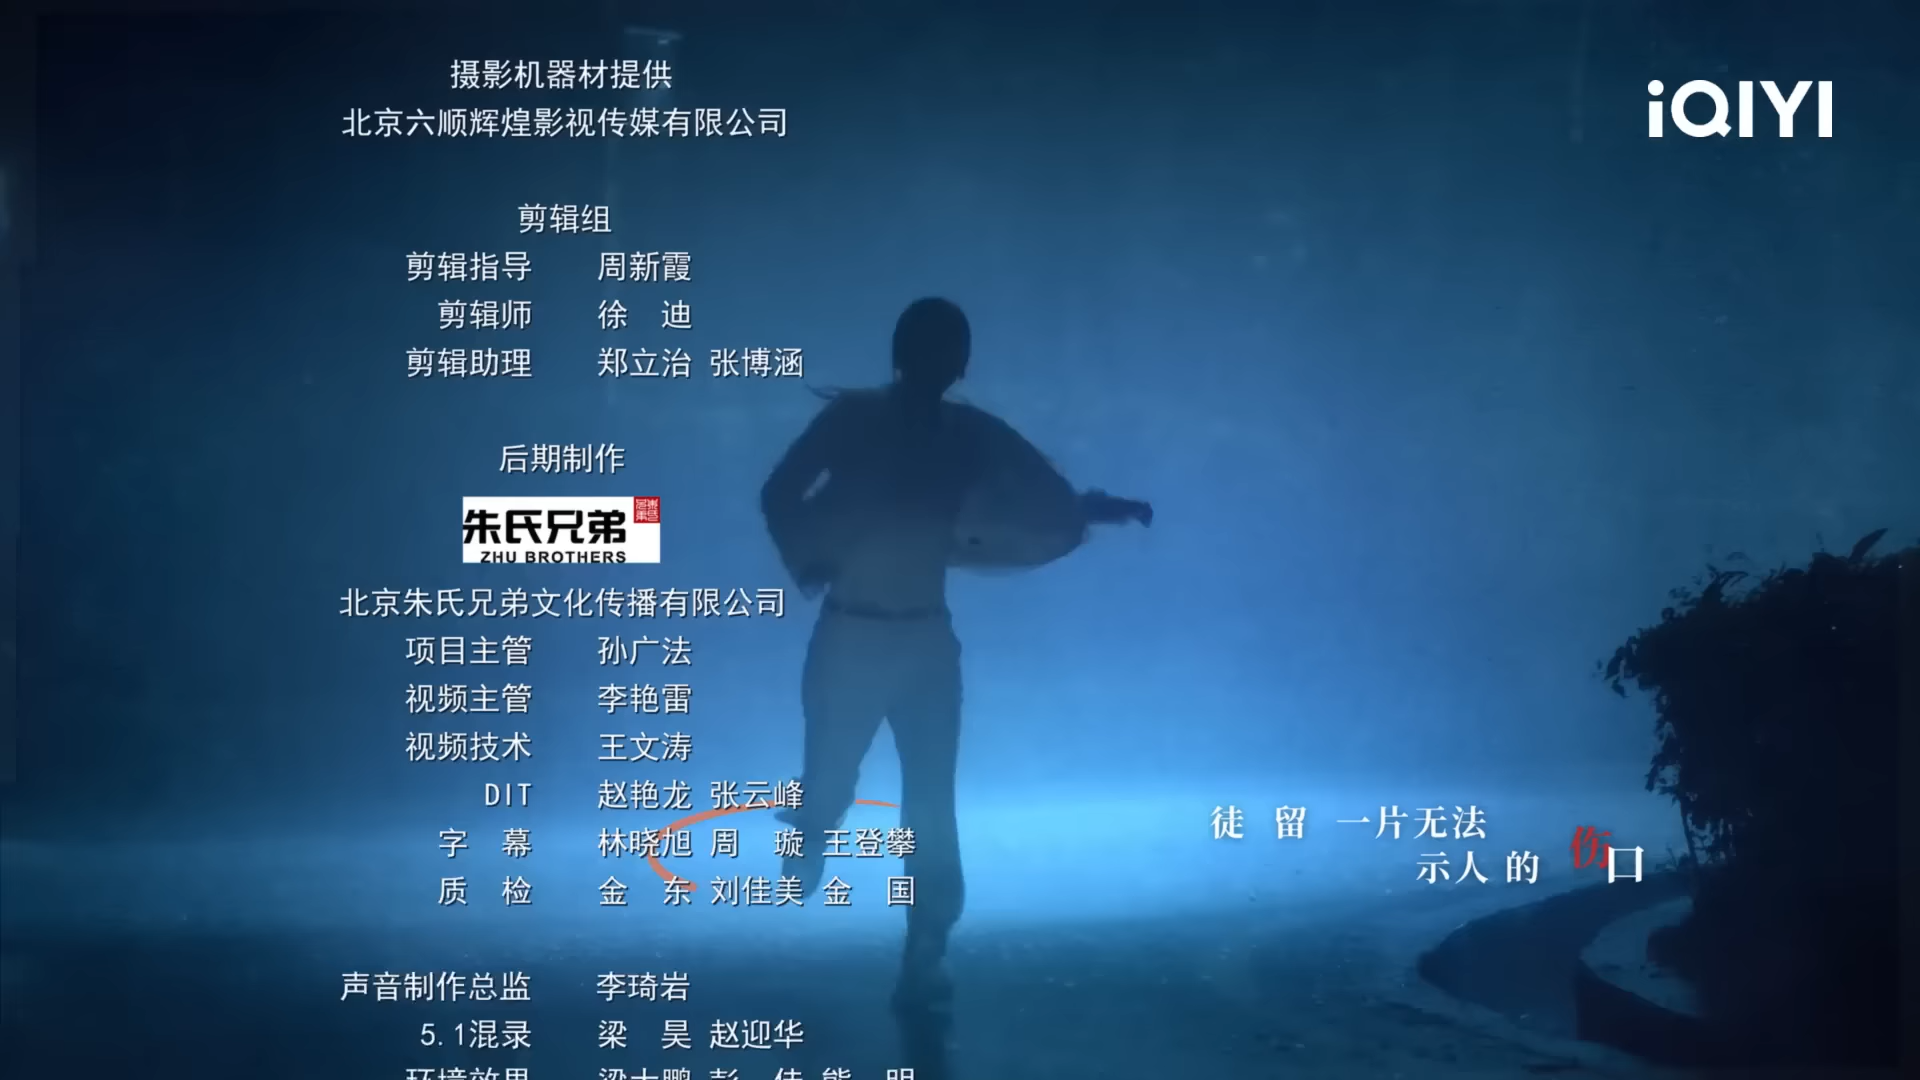 摄影机器材提供
北京六顺辉煌影视传媒有限公司
iQIYI
剪辑组
剪辑指导 周新霞
剪辑师 徐 迪
剪辑助理 郑立治 张博涵
后期制作
朱氏兄弟
ZHU BROTHERS
北京朱氏兄弟文化传播有限公司
项目主管 孙广法
视频主管 李艳雷
视频技术 王文涛
DIT 赵艳龙 张云峰
字 幕 林晓旭 周 璇 王登攀
质 检 金 东 刘佳美 金 国
徒 留 一片无法
示人 的 伤口
声音制作总监 李琦岩
5.1混录 梁 昊 赵迎华
环境效果